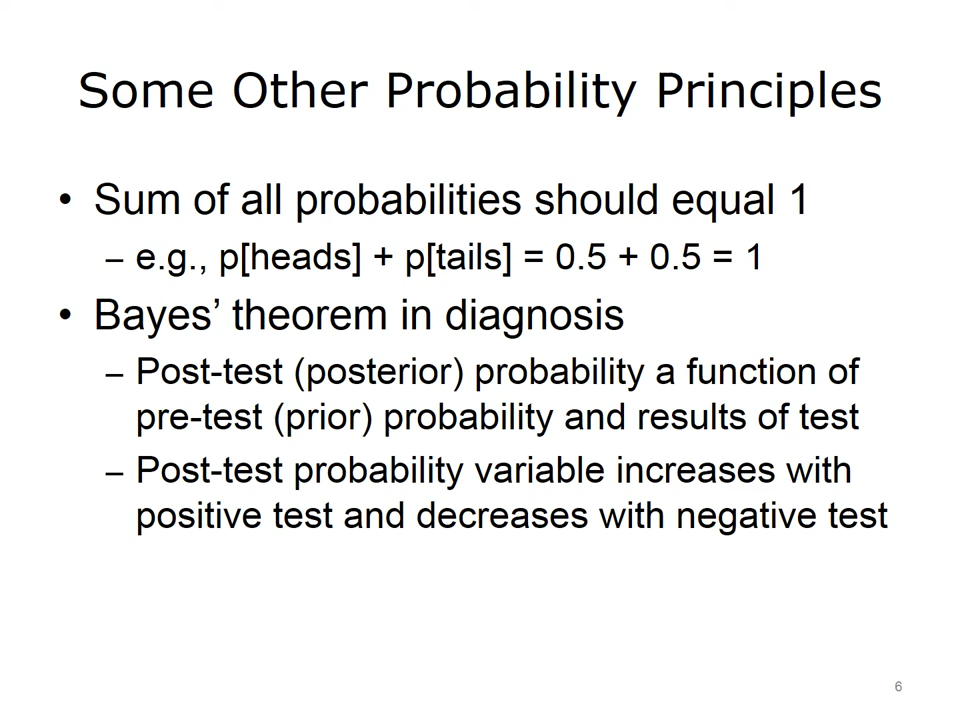 Some Other Probability Principles
• Sum of all probabilities should equal 1
– e.g., p[heads] + p[tails] = 0.5 + 0.5 = 1
• Bayes’ theorem in diagnosis
– Post-test (posterior) probability a function of
pre-test (prior) probability and results of test
– Post-test probability variable increases with
positive test and decreases with negative test
6